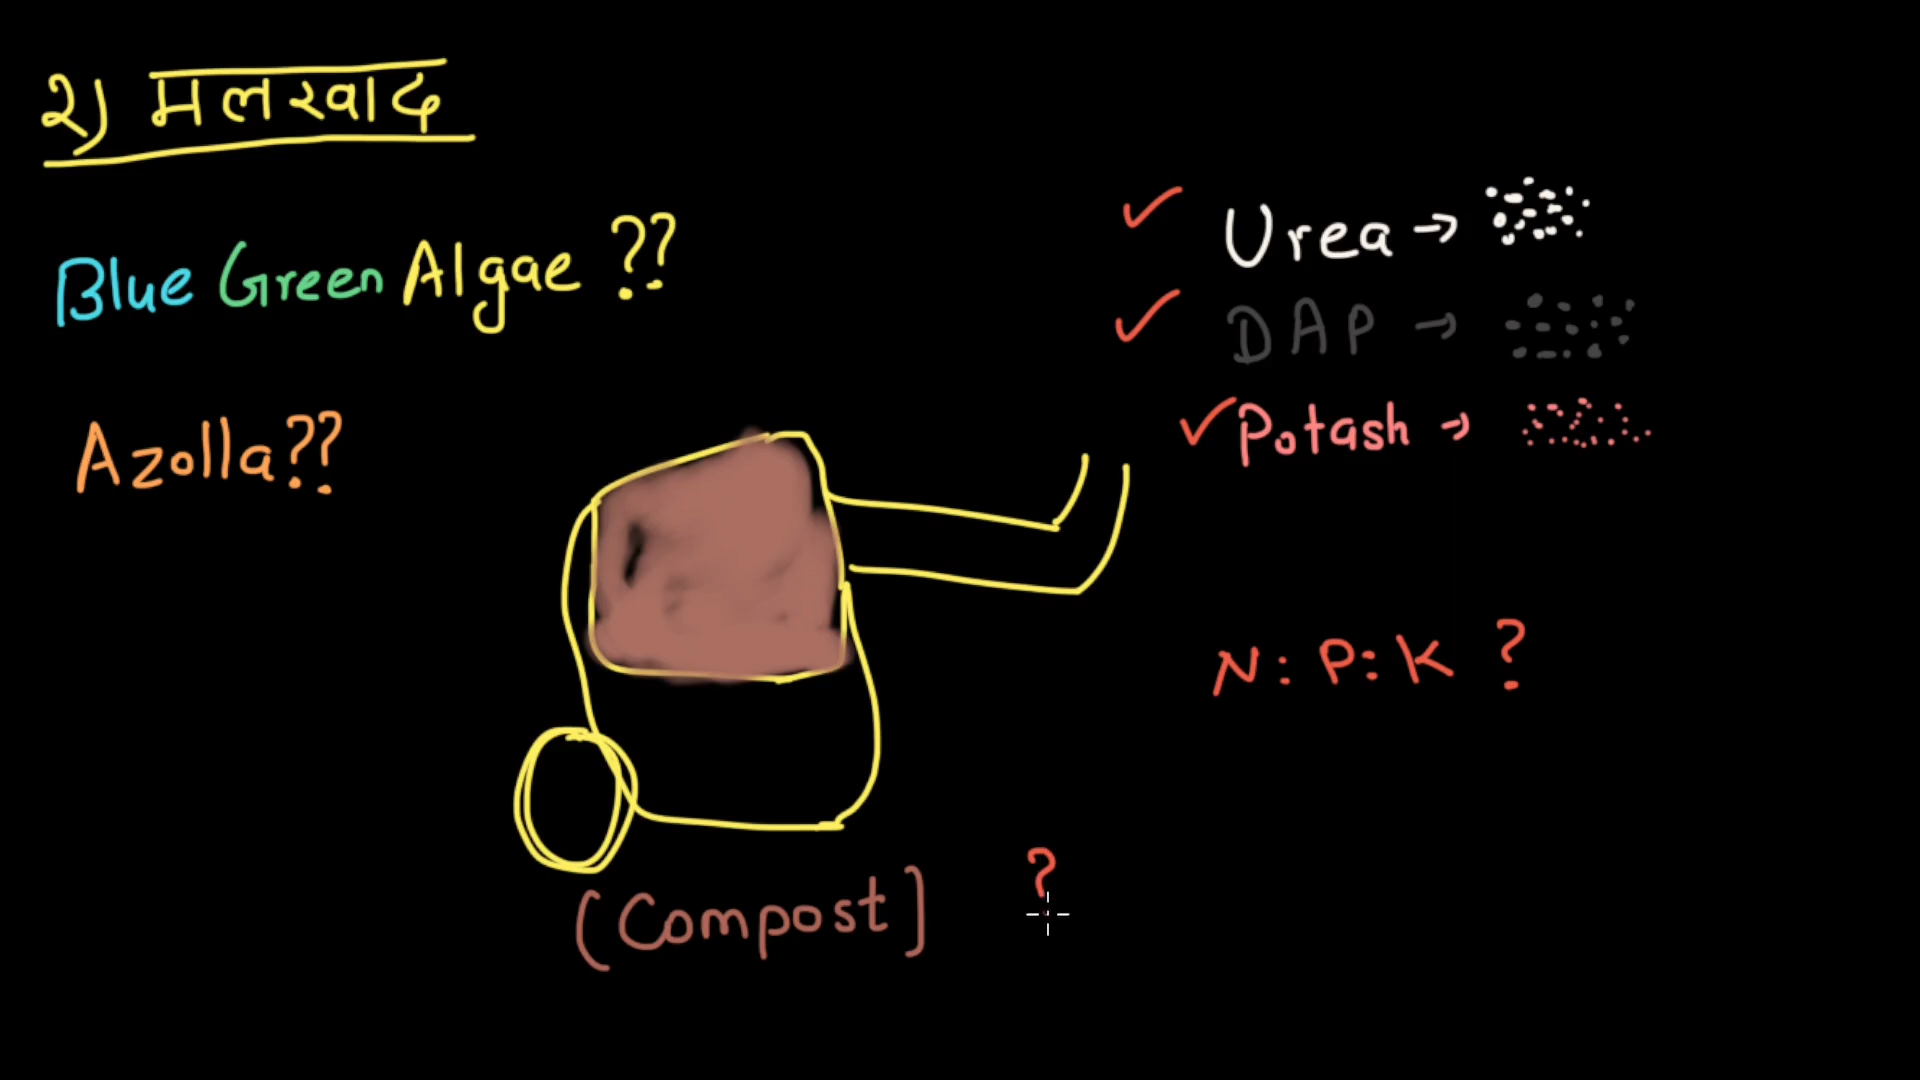 २) मलखाद
Blue Green Algae ??
Azolla??
✓ Urea →
✓ DAP →
✓ Potash →
N : P : K ?
(Compost] ?